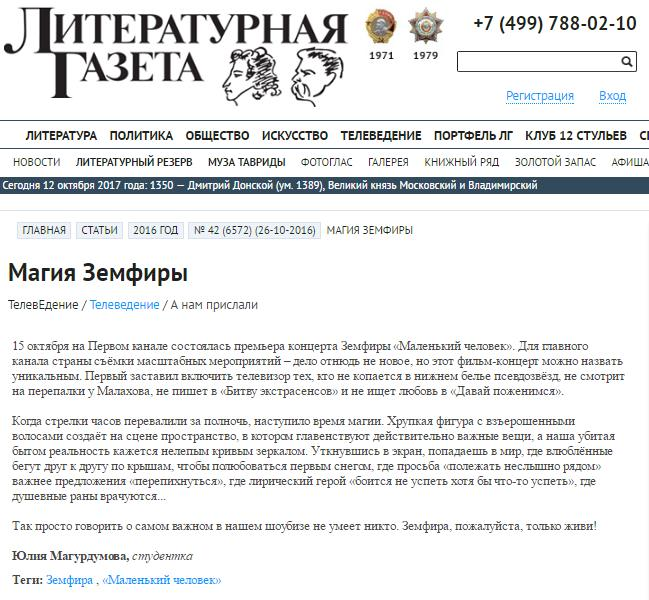 ЛИТЕРАТУРНАЯ
ГАЗЕТА
1971
1979
+7 (499) 788-02-10
Регистрация Вход
ЛИТЕРАТУРА ПОЛИТИКА ОБЩЕСТВО ИСКУССТВО ТЕЛЕВЕДЕНИЕ ПОРТФЕЛЬ ЛГ КЛУБ 12 СТУЛЬЕВ
НОВОСТИ ЛИТЕРАТУРНЫЙ РЕЗЕРВ МУЗА ТАВРИДЫ ФОТОГЛАС ГАЛЕРЕЯ КНИЖНЫЙ РЯД ЗОЛОТОЙ ЗАПАС АФИША
Сегодня 12 октября 2017 года: 1350 — Дмитрий Донской (ум. 1389), Великий князь Московский и Владимирский
ГЛАВНАЯ СТАТЬИ 2016 ГОД № 42 (6572) (26-10-2016) МАГИЯ ЗЕМФИРЫ
Магия Земфиры
ТелевЕдение / Телеведение / А нам прислали
15 октября на Первом канале состоялась премьера концерта Земфиры «Маленький человек». Для главного
канала страны съёмки масштабных мероприятий – дело отнюдь не новое, но этот фильм-концерт можно назвать
уникальным. Первый заставил включить телевизор тех, кто не копается в нижнем белье псевдозвёзд, не смотрит
на перепалки у Малахова, не пишет в «Битву экстрасенсов» и не ищет любовь в «Давай поженимся».
Когда стрелки часов перевалили за полночь, наступило время магии. Хрупкая фигура с взъерошенными
волосами создаёт на сцене пространство, в котором главенствуют действительно важные вещи, а наша убитая
бытом реальность кажется нелепым кривым зеркалом. Уткнувшись в экран, попадаешь в мир, где влюблённые
бегут друг к другу по крышам, чтобы полюбоваться первым снегом, где просьба «полежать неслышно рядом»
важнее предложения «перепихнуться», где лирический герой «боится не успеть хотя бы что-то успеть», где
душевные раны врачуются...
Так просто говорить о самом важном в нашем шоубизе не умеет никто. Земфира, пожалуйста, только живи!
Юлия Магурдумова, студентка
Теги: Земфира , «Маленький человек»